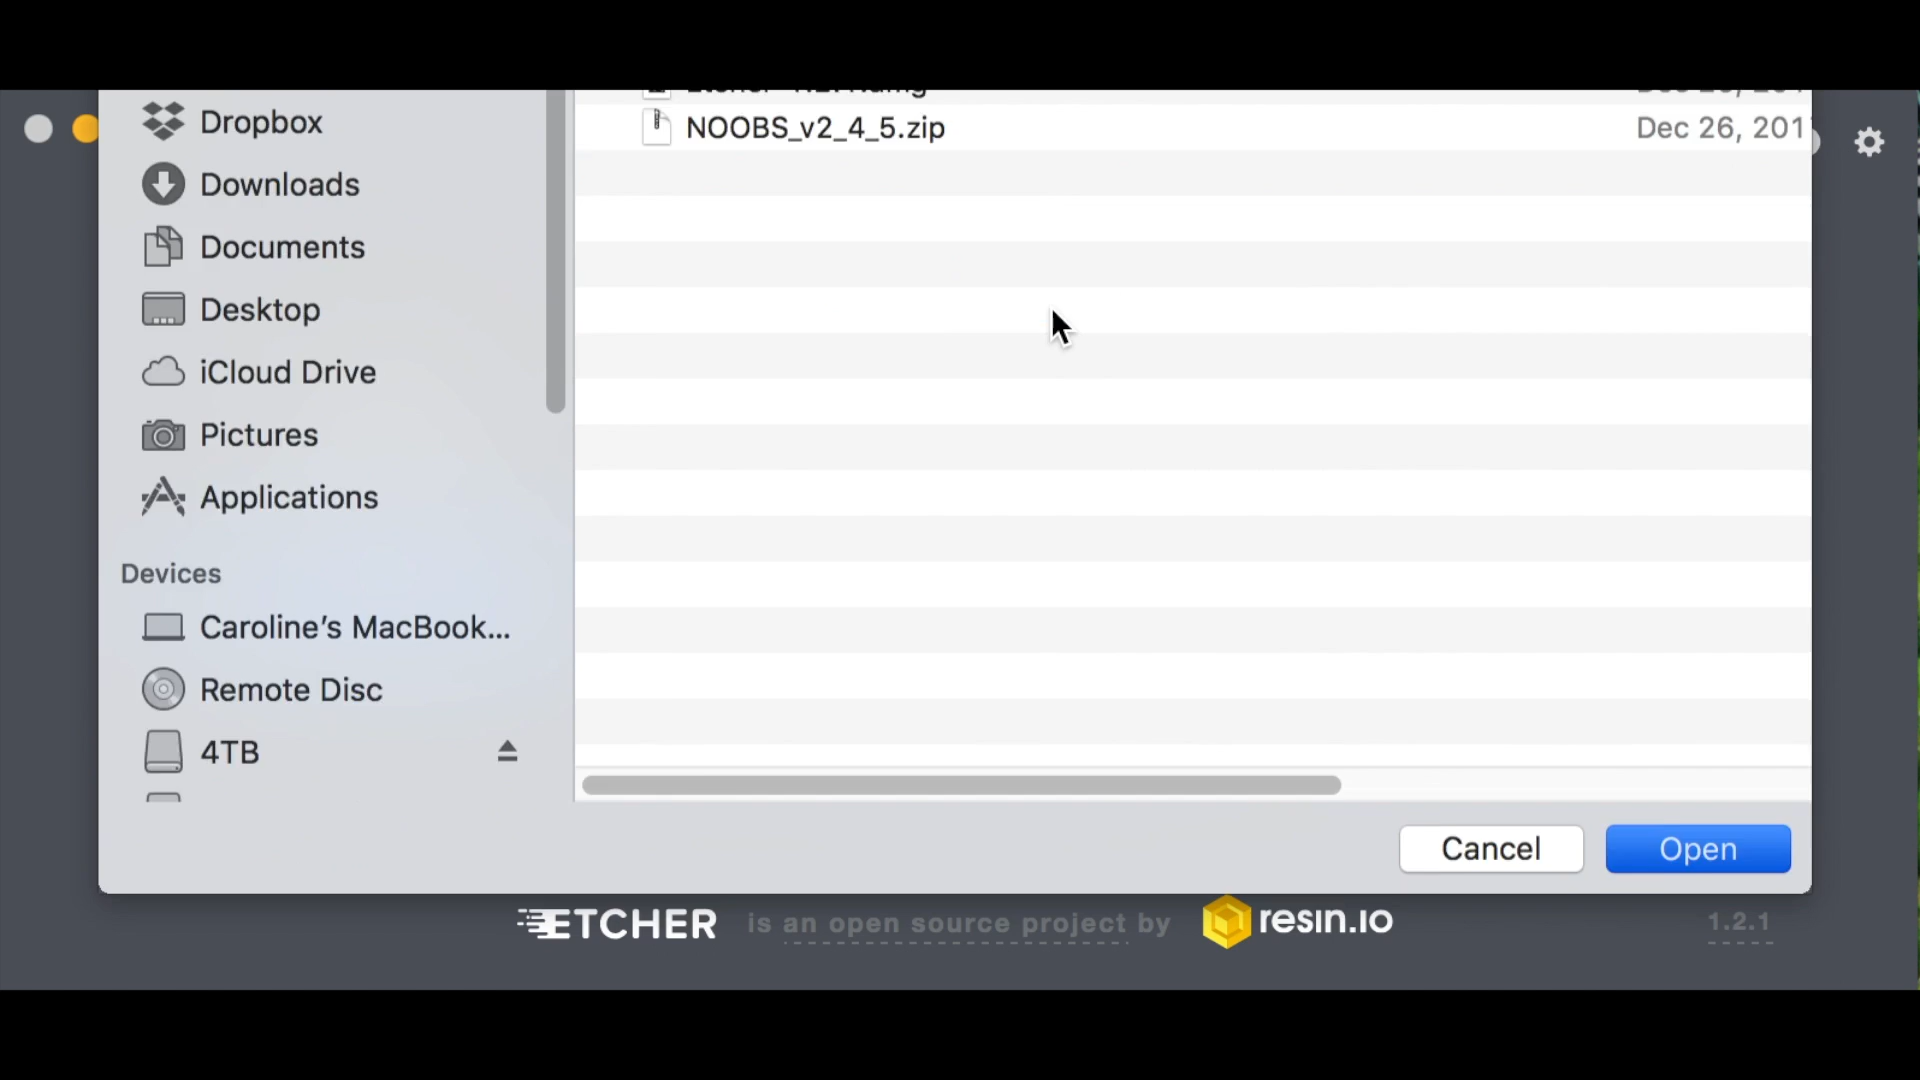 Dropbox
NOOBS_v2_4_5.zip
Dec 26, 201
Downloads
Documents
Desktop
iCloud Drive
Pictures
Applications
Devices
Caroline’s MacBook...
Remote Disc
4TB
Cancel
Open
ETCHER is an open source project by resin.io
1.2.1